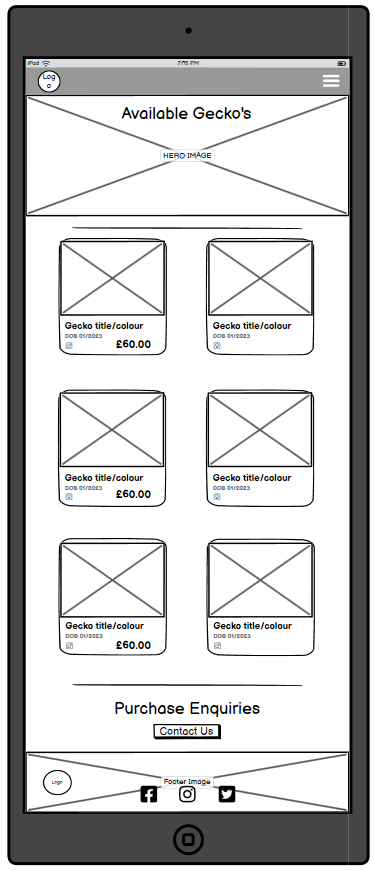 iPad 7:15 PM
Log
o
Available Gecko's
HERO IMAGE
Gecko title/colour
DOB 01/2023
£60.00
Gecko title/colour
DOB 01/2023
Gecko title/colour
DOB 01/2023
£60.00
Gecko title/colour
DOB 01/2023
Gecko title/colour
DOB 01/2023
£60.00
Gecko title/colour
DOB 01/2023
Purchase Enquiries
Contact Us
Footer Image
Logo